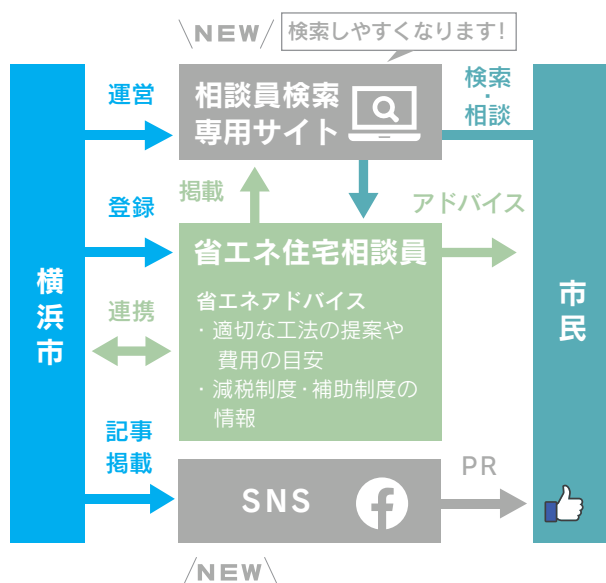 NEW
検索しやすくなります!
運営
相談員検索
専用サイト
検索
・
相談
掲載
登録
アドバイス
省エネ住宅相談員
横浜市
市民
連携
省エネアドバイス
・適切な工法の提案や
費用の目安
・減税制度・補助制度の
情報
記事
掲載
SNS
PR
NEW